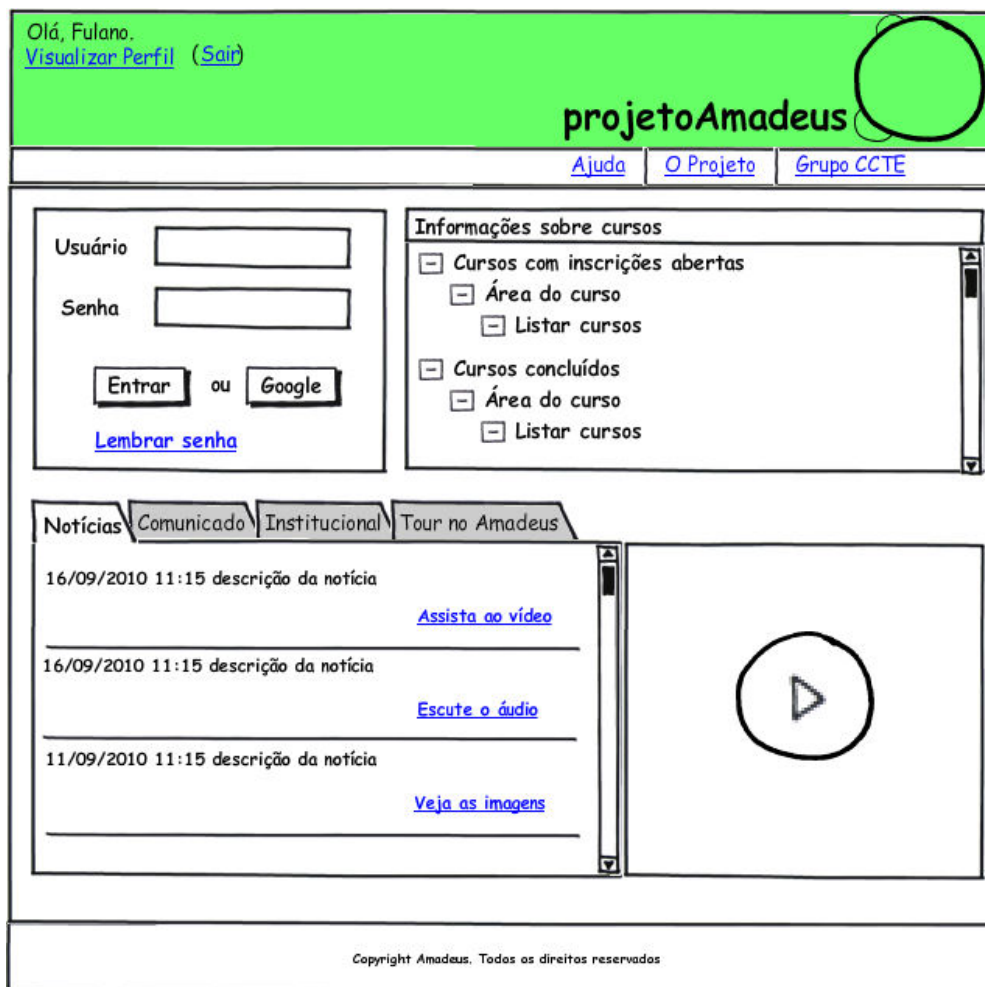 Olá, Fulano.
Visualizar Perfil (Sair)
projetoAmadeus
Ajuda O Projeto Grupo CCTE
Usuário
Senha
Entrar ou Google
Lembrar senha
Informações sobre cursos
Cursos com inscrições abertas
Área do curso
Listar cursos
Cursos concluídos
Área do curso
Listar cursos
Notícias Comunicado Institucional Tour no Amadeus
16/09/2010 11:15 descrição da notícia
Assista ao vídeo
16/09/2010 11:15 descrição da notícia
Escute o áudio
11/09/2010 11:15 descrição da notícia
Veja as imagens
Copyright Amadeus. Todos os direitos reservados